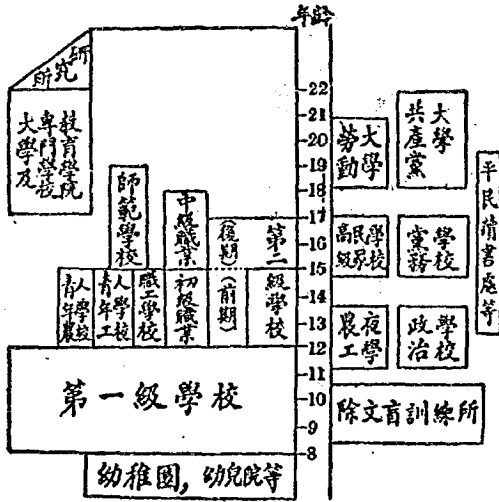 年齡
研究所
大學及
專門學校
教育學院
師範學校
中級職業
(後期)
第二級學校
青年農人學校
青年工人學校
職工學校
初級職業
(前期)
第一級學校
幼稚園,幼兒院等
22
21
20
19
18
17
16
15
14
13
12
11
10
9
8
勞動大學
共產黨大學
高級民眾學校
黨務學校
農工夜學
政治學校
平民讀書處等
除文盲訓練所